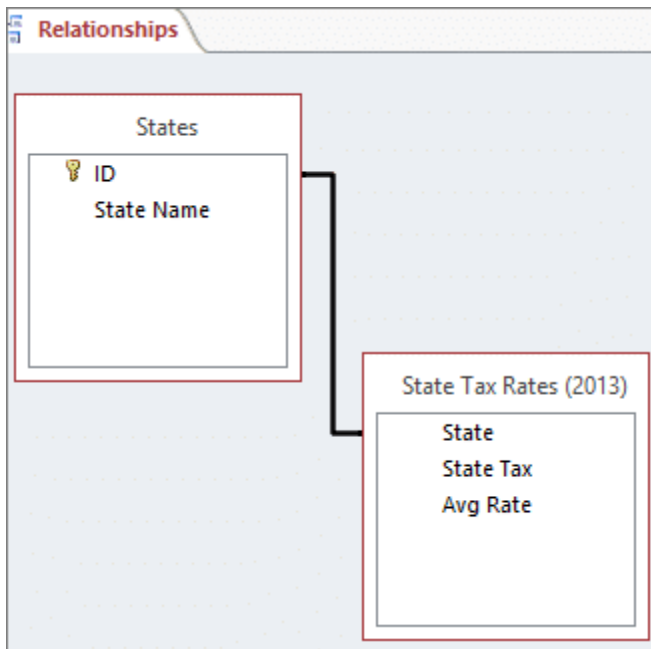 Relationships
States
ID
State Name
State Tax Rates (2013)
State
State Tax
Avg Rate